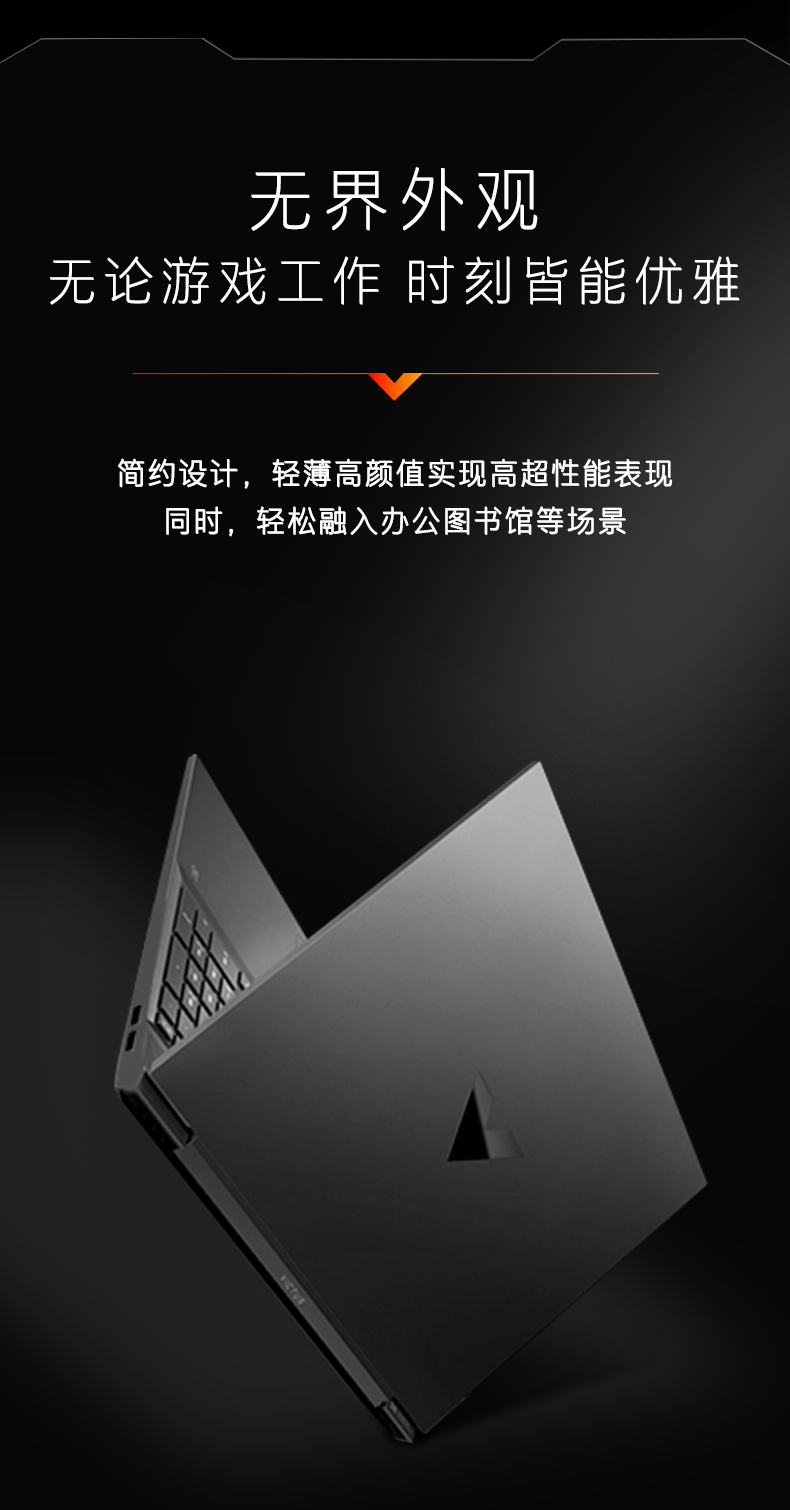 无界外观
无论游戏工作 时刻皆能优雅
简约设计，轻薄高颜值实现高超性能表现
同时，轻松融入办公图书馆等场景
VICTUS